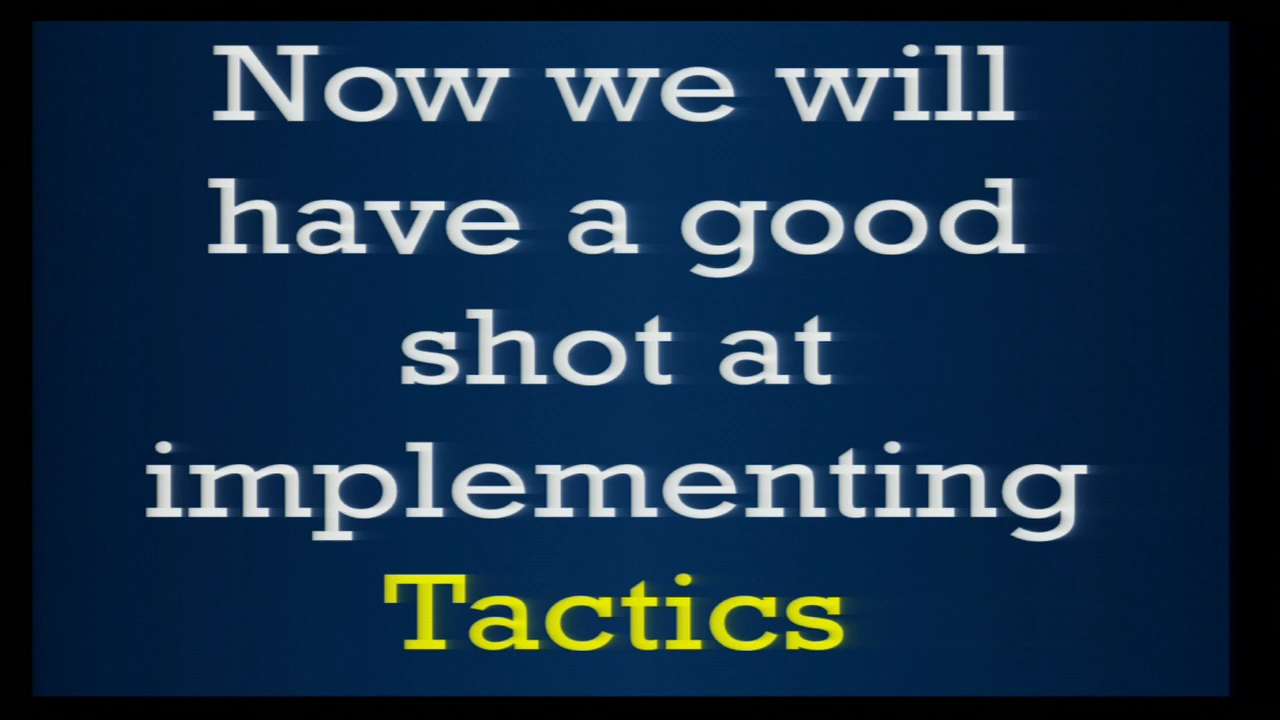 Now we will
have a good
shot at
implementing
Tactics